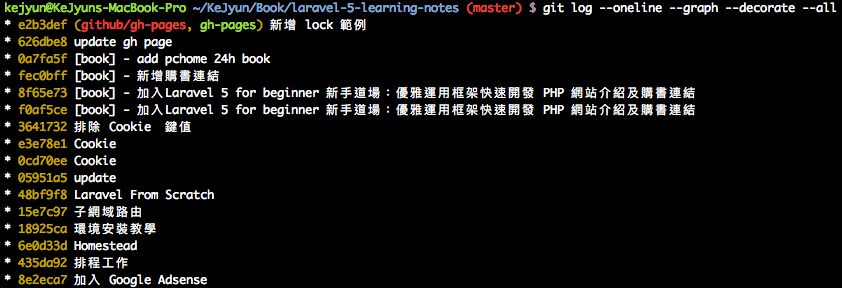 kejyun@KeJyuns-MacBook-Pro ~/KeJyun/Book/laravel-5-learning-notes (master) $ git log --oneline --graph --decorate --all
* e2b3def (github/gh-pages, gh-pages) 新增 lock 範例
* 626dbe8 update gh page
* 0a7fa5f [book] - add pchome 24h book
* fec0bff [book] - 新增購書連結
* 8f65e73 [book] - 加入Laravel 5 for beginner 新手道場：優雅運用框架快速開發 PHP 網站介紹及購書連結
* f0af5ce [book] - 加入Laravel 5 for beginner 新手道場：優雅運用框架快速開發 PHP 網站介紹及購書連結
* 3641732 排除 Cookie 鍵值
* e3e78e1 Cookie
* 0cd70ee Cookie
* 05951a5 update
* 48bf9f8 Laravel From Scratch
* 15e7c97 子網域路由
* 18925ca 環境安裝教學
* 6e0d33d Homestead
* 435da92 排程工作
* 8e2eca7 加入 Google Adsense